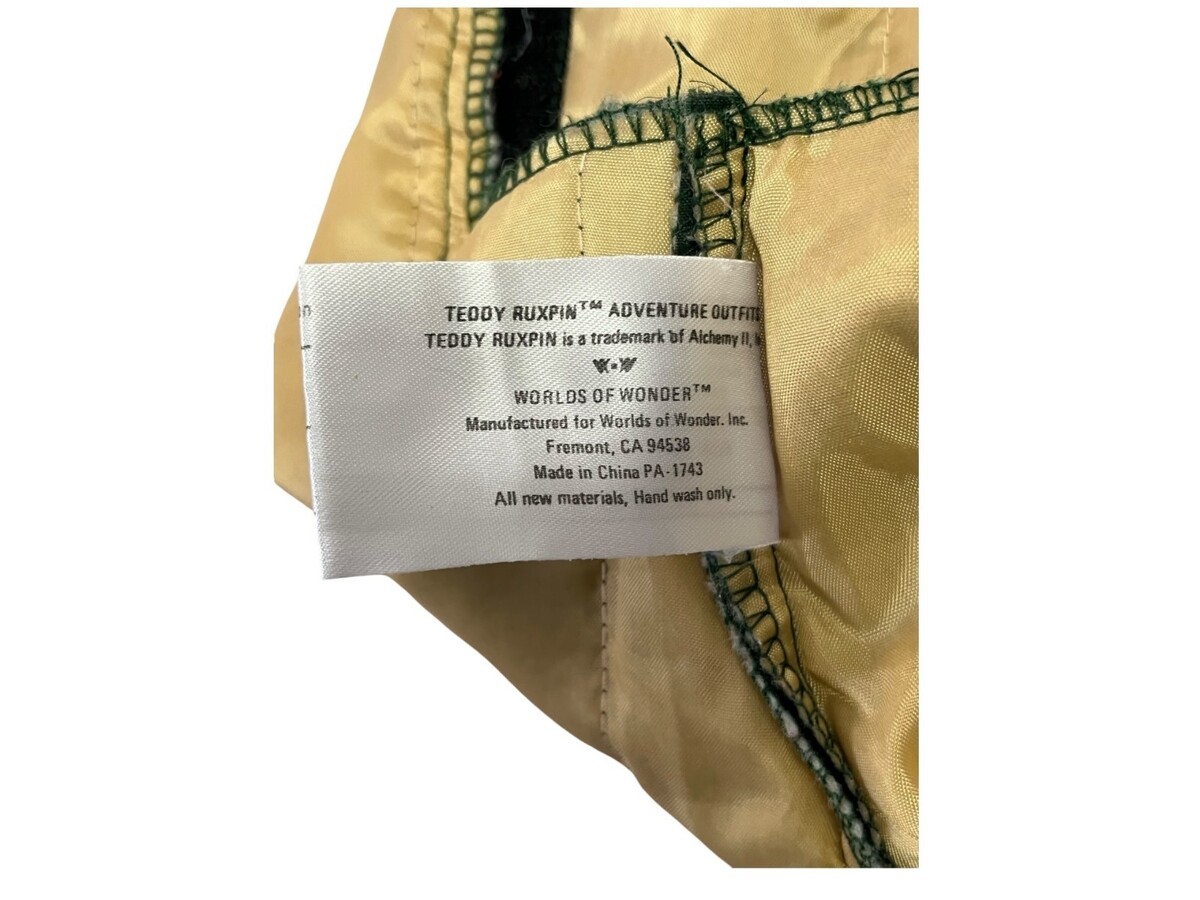 TEDDY RUXPIN™ ADVENTURE OUTFITS
TEDDY RUXPIN is a trademark of Alchemy II,
W•W
WORLDS OF WONDER™
Manufactured for Worlds of Wonder. Inc.
Fremont, CA 94538
Made in China PA-1743
All new materials, Hand wash only.